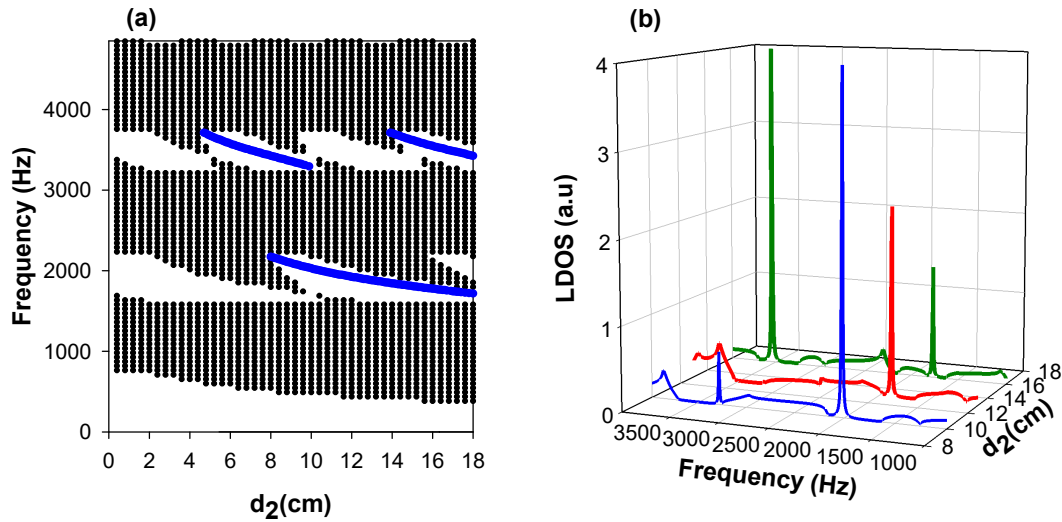 (a)
4000
3000
2000
1000
0
Frequency (Hz)
0 2 4 6 8 10 12 14 16 18
d2(cm)
(b)
4
3
2
1
0
LDOS (a.u)
3500 3000 2500 2000 1500 1000
Frequency (Hz)
8 10 12 14 16 18
d2(cm)